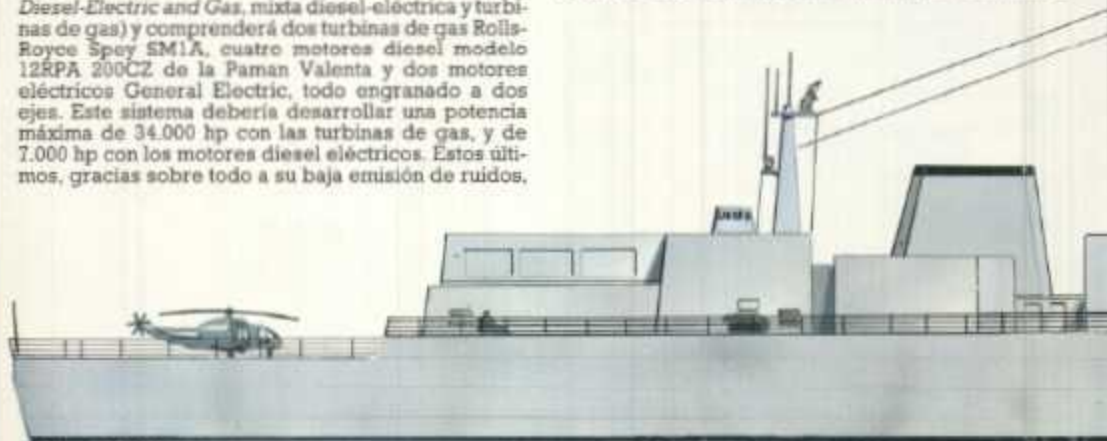 Diesel-Electric and Gas, mixta diesel-eléctrica y turbi-
nas de gas) y comprenderá dos turbinas de gas Rolls-
Royce Spey SM1A, cuatro motores diesel modelo
12RPA 200CZ de la Paman Valenta y dos motores
eléctricos General Electric, todo engranado a dos
ejes. Este sistema debería desarrollar una potencia
máxima de 34.000 hp con las turbinas de gas, y de
7.000 hp con los motores diesel eléctricos. Estos últi-
mos, gracias sobre todo a su baja emisión de ruidos,